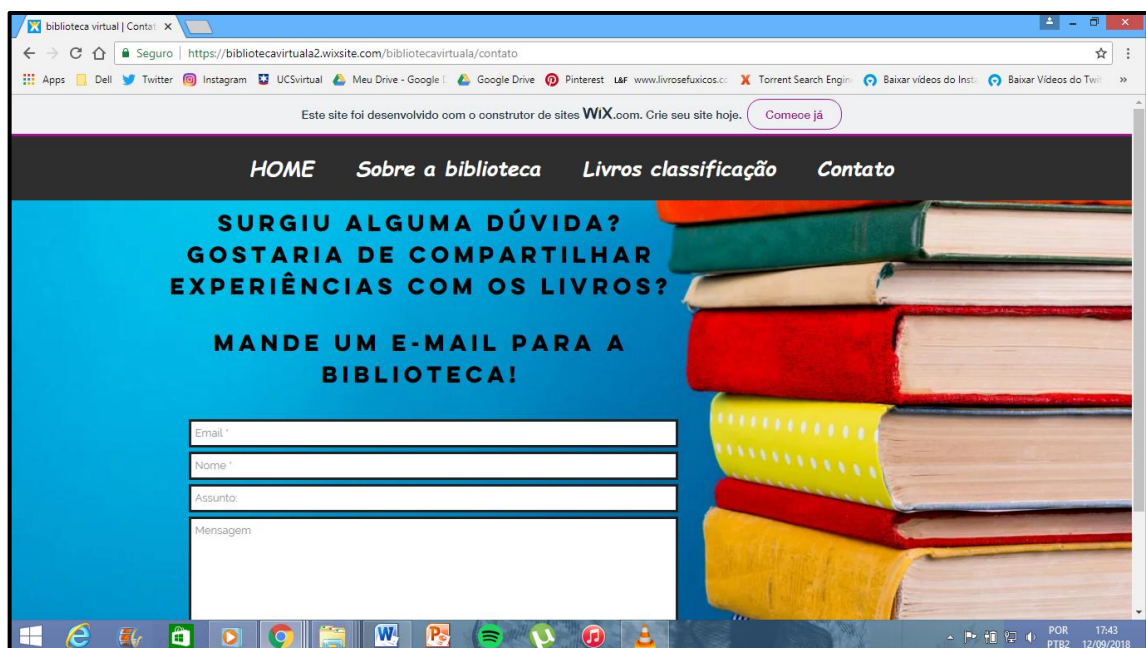 biblioteca virtual | Contat
Seguro | https://bibliotecavirtuala2.wixsite.com/bibliotecavirtuala/contato
Apps Dell Twitter Instagram UCSvirtual Meu Drive - Google Google Drive Pinterest L&F www.livrosefuxicos.cc Torrent Search Engin Baixar vídeos do Inst Baixar Vídeos do Twi
Este site foi desenvolvido com o construtor de sites WiX.com. Crie seu site hoje. Comece já
HOME Sobre a biblioteca Livros classificação Contato
SURGIU ALGUMA DÚVIDA?
GOSTARIA DE COMPARTILHAR
EXPERIÊNCIAS COM OS LIVROS?
MANDE UM E-MAIL PARA A
BIBLIOTECA!
Email *
Nome *
Assunto:
Mensagem
POR 17:43
PTB2 12/09/2018